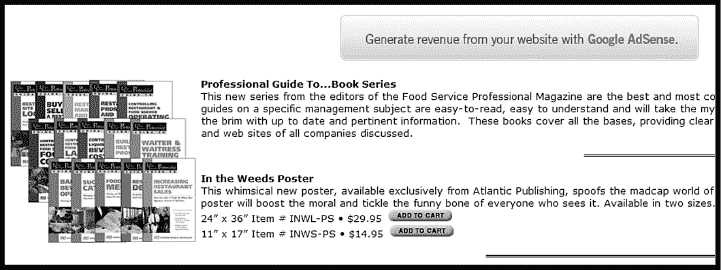 Generate revenue from your website with Google AdSense.
Professional Guide To...Book Series
This new series from the editors of the Food Service Professional Magazine are the best and most co
guides on a specific management subject are easy-to-read, easy to understand and will take the my
the brim with up to date and pertinent information. These books cover all the bases, providing clear
and web sites of all companies discussed.
CONTROLLING
RESTAURANT
& FOOD
SERVICE
OPERATING
WAITER &
WAITRESS
TRAINING
INCREASING
RESTAURANT
SALES
In the Weeds Poster
This whimsical new poster, available exclusively from Atlantic Publishing, spoofs the madcap world of
poster will boost the moral and tickle the funny bone of everyone who sees it. Available in two sizes.
24" x 36" Item # INWL-PS • $29.95 ADD TO CART
11" x 17" Item # INWS-PS • $14.95 ADD TO CART